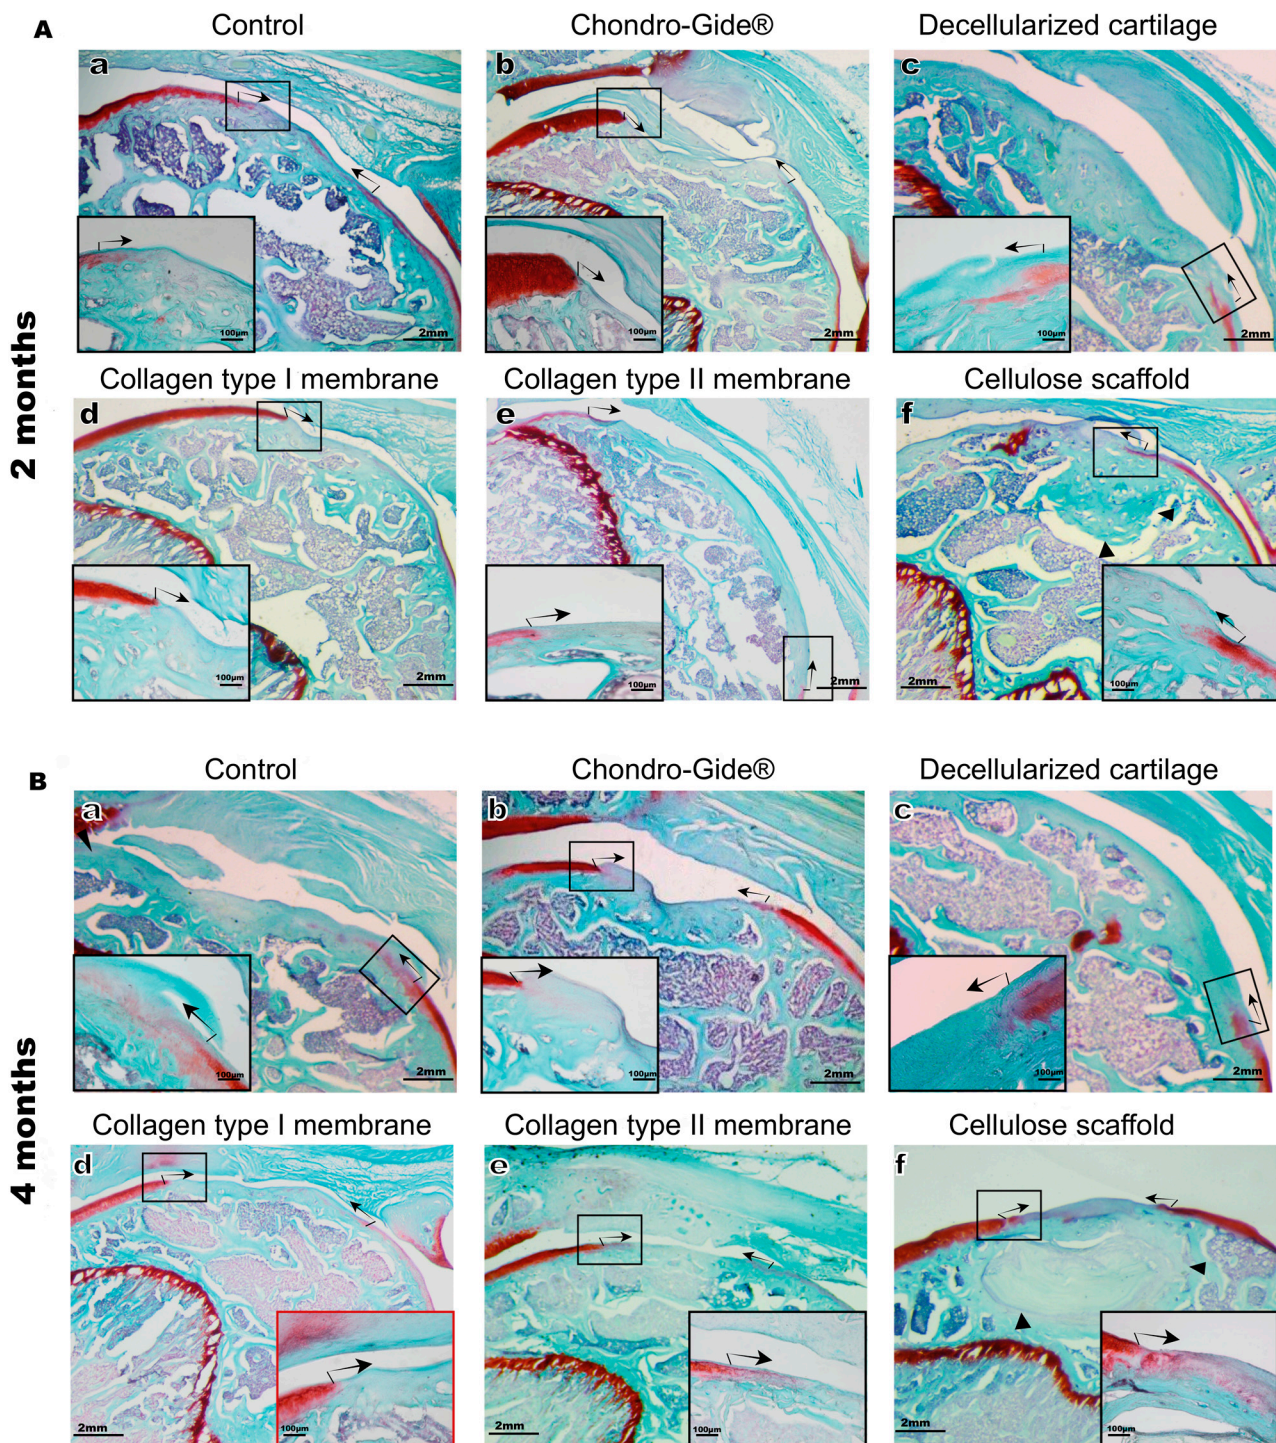 A
Control
Chondro-Gide®
Decellularized cartilage
a
b
c
100µm
2mm
100µm
2mm
100µm
2mm
2 months
Collagen type I membrane
Collagen type II membrane
Cellulose scaffold
d
e
f
100µm
2mm
100µm
2mm
2mm
100µm
B
Control
Chondro-Gide®
Decellularized cartilage
a
b
c
100µm
2mm
100µm
2mm
100µm
2mm
4 months
Collagen type I membrane
Collagen type II membrane
Cellulose scaffold
d
e
f
2mm
100µm
2mm
100µm
2mm
100µm